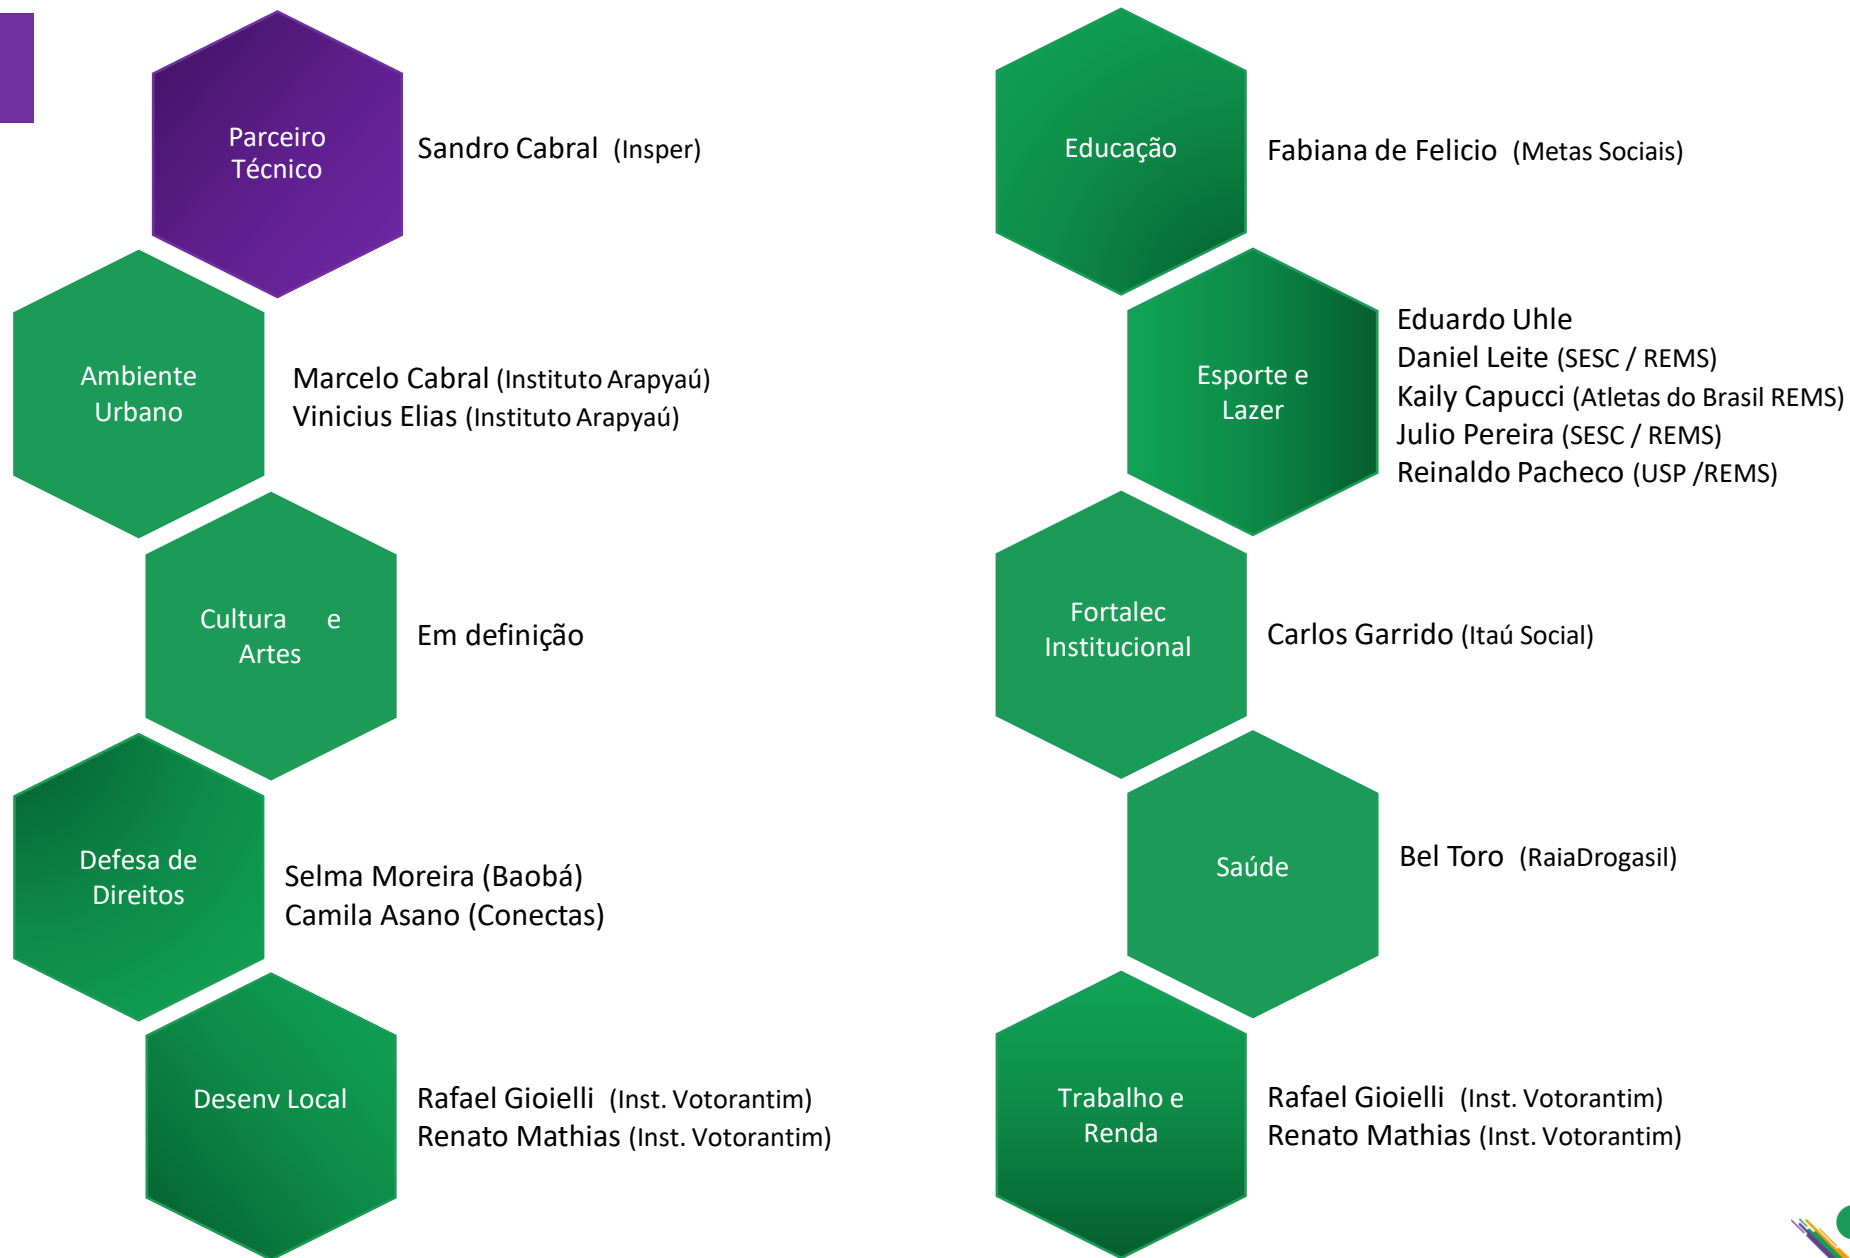 Parceiro
Técnico
Sandro Cabral (Insper)
Ambiente
Urbano
Marcelo Cabral (Instituto Arapyaú)
Vinicius Elias (Instituto Arapyaú)
Cultura e
Artes
Em definição
Defesa de
Direitos
Selma Moreira (Baobá)
Camila Asano (Conectas)
Desenv Local
Rafael Gioielli (Inst. Votorantim)
Renato Mathias (Inst. Votorantim)
Educação
Fabiana de Felicio (Metas Sociais)
Esporte e
Lazer
Eduardo Uhle
Daniel Leite (SESC / REMS)
Kaily Capucci (Atletas do Brasil REMS)
Julio Pereira (SESC / REMS)
Reinaldo Pacheco (USP /REMS)
Fortalec
Institucional
Carlos Garrido (Itaú Social)
Saúde
Bel Toro (RaiaDrogasil)
Trabalho e
Renda
Rafael Gioielli (Inst. Votorantim)
Renato Mathias (Inst. Votorantim)